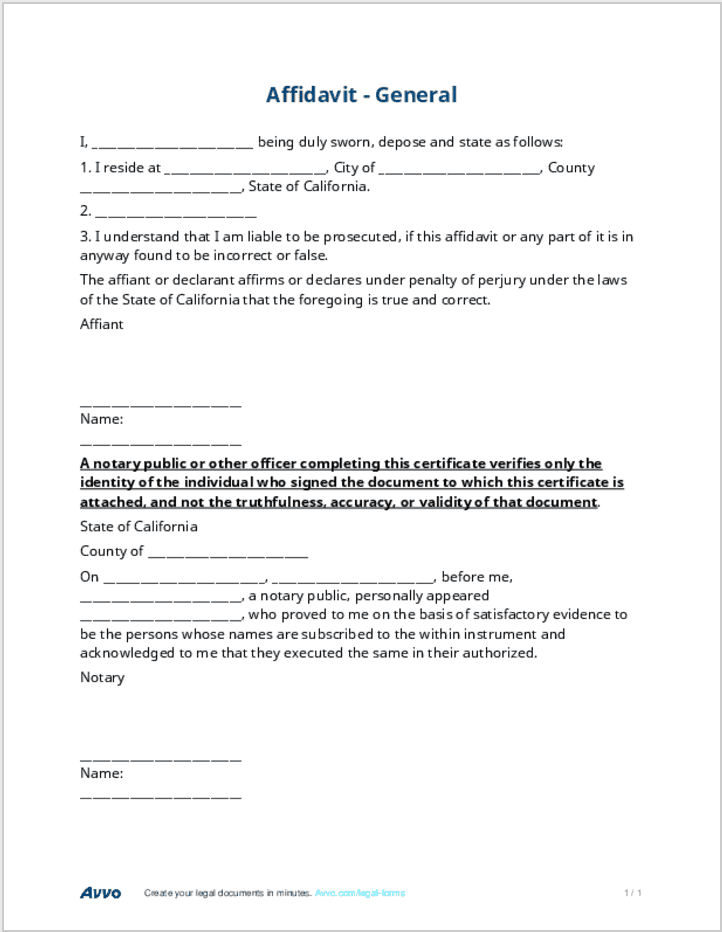 Affidavit - General
I, ______________________ being duly sworn, depose and state as follows:
1. I reside at ______________________, City of ______________________, County
______________________, State of California.
2. ______________________
3. I understand that I am liable to be prosecuted, if this affidavit or any part of it is in
anyway found to be incorrect or false.
The affiant or declarant affirms or declares under penalty of perjury under the laws
of the State of California that the foregoing is true and correct.
Affiant
______________________
Name:
______________________
A notary public or other officer completing this certificate verifies only the
identity of the individual who signed the document to which this certificate is
attached, and not the truthfulness, accuracy, or validity of that document.
State of California
County of ______________________
On ______________________, ______________________, before me,
______________________, a notary public, personally appeared
______________________, who proved to me on the basis of satisfactory evidence to
be the persons whose names are subscribed to the within instrument and
acknowledged to me that they executed the same in their authorized.
Notary
______________________
Name:
______________________
Avvo Create your legal documents in minutes. Avvo.com/legal-forms 1 / 1